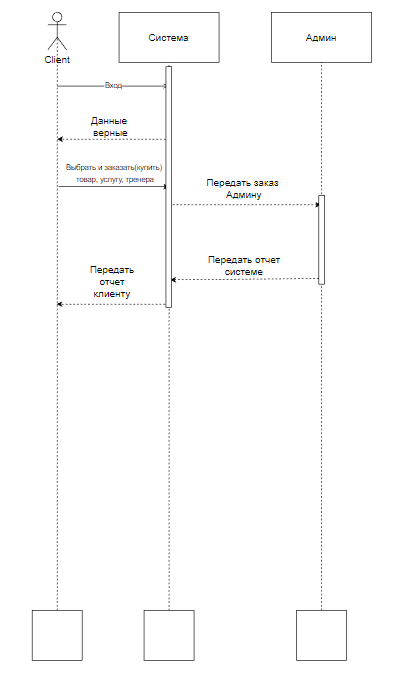 Система
Админ
Client
Вход
Данные
верные
Выбрать и заказать(купить)
товар, услугу, тренера
Передать заказ
Админу
Передать отчет
системе
Передать
отчет
клиенту